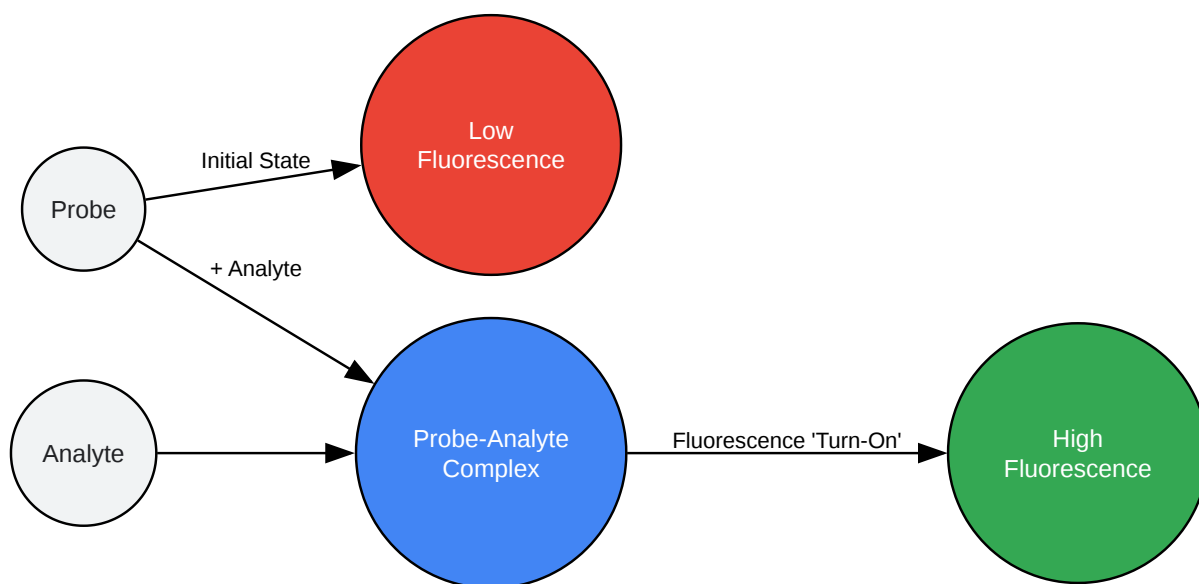 Low
Fluorescence
Initial State
Probe
+ Analyte
Analyte
Probe-Analyte
Complex
Fluorescence 'Turn-On'
High
Fluorescence